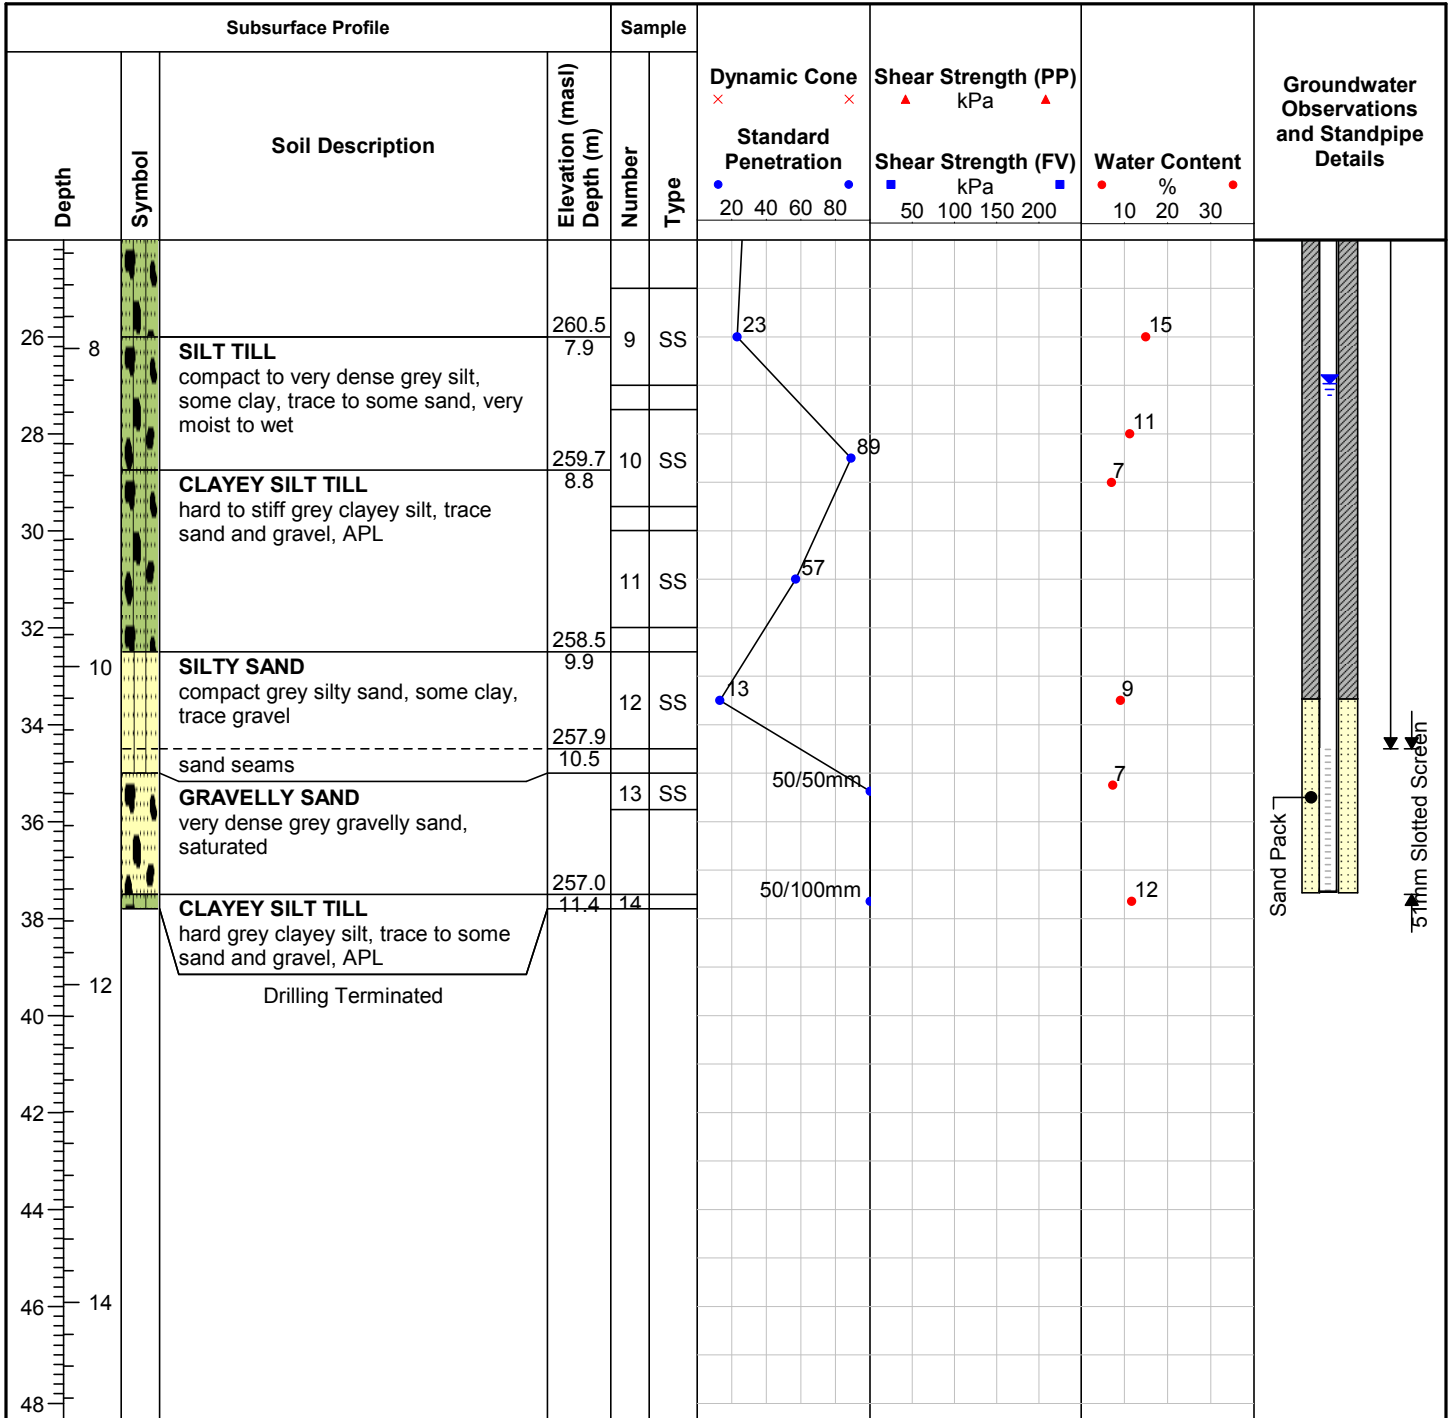 Subsurface Profile
Sample
Depth
Symbol
Soil Description
Elevation (masl)
Depth (m)
Number
Type
Dynamic Cone
Standard
Penetration
20 40 60 80
Shear Strength (PP)
kPa
Shear Strength (FV)
kPa
50 100 150 200
Water Content
%
10 20 30
Groundwater
Observations
and Standpipe
Details
260.5
26
8
SILT TILL
7.9
9
SS
23
15
compact to very dense grey silt,
some clay, trace to some sand, very
moist to wet
28
11
259.7
10
SS
89
7
CLAYEY SILT TILL
8.8
hard to stiff grey clayey silt, trace
sand and gravel, APL
30
11
SS
57
32
258.5
10
SILTY SAND
9.9
compact grey silty sand, some clay,
trace gravel
12
SS
13
9
34
257.9
sand seams
10.5
50/50mm
7
GRAVELLY SAND
13
SS
very dense grey gravelly sand,
saturated
36
Sand Pack
51mm Slotted Screen
257.0
50/100mm
12
CLAYEY SILT TILL
11.4
14
38
hard grey clayey silt, trace to some
sand and gravel, APL
12
Drilling Terminated
40
42
44
46
14
48